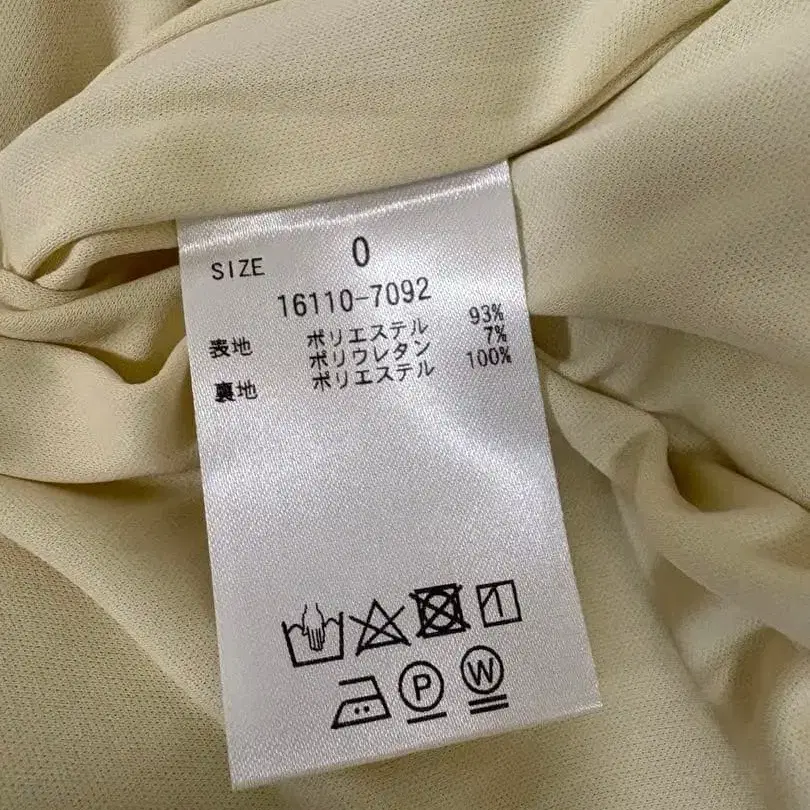 SIZE 0
16110-7092
表地 ポリエステル 93%
ポリウレタン 7%
裏地 ポリエステル 100%
P W